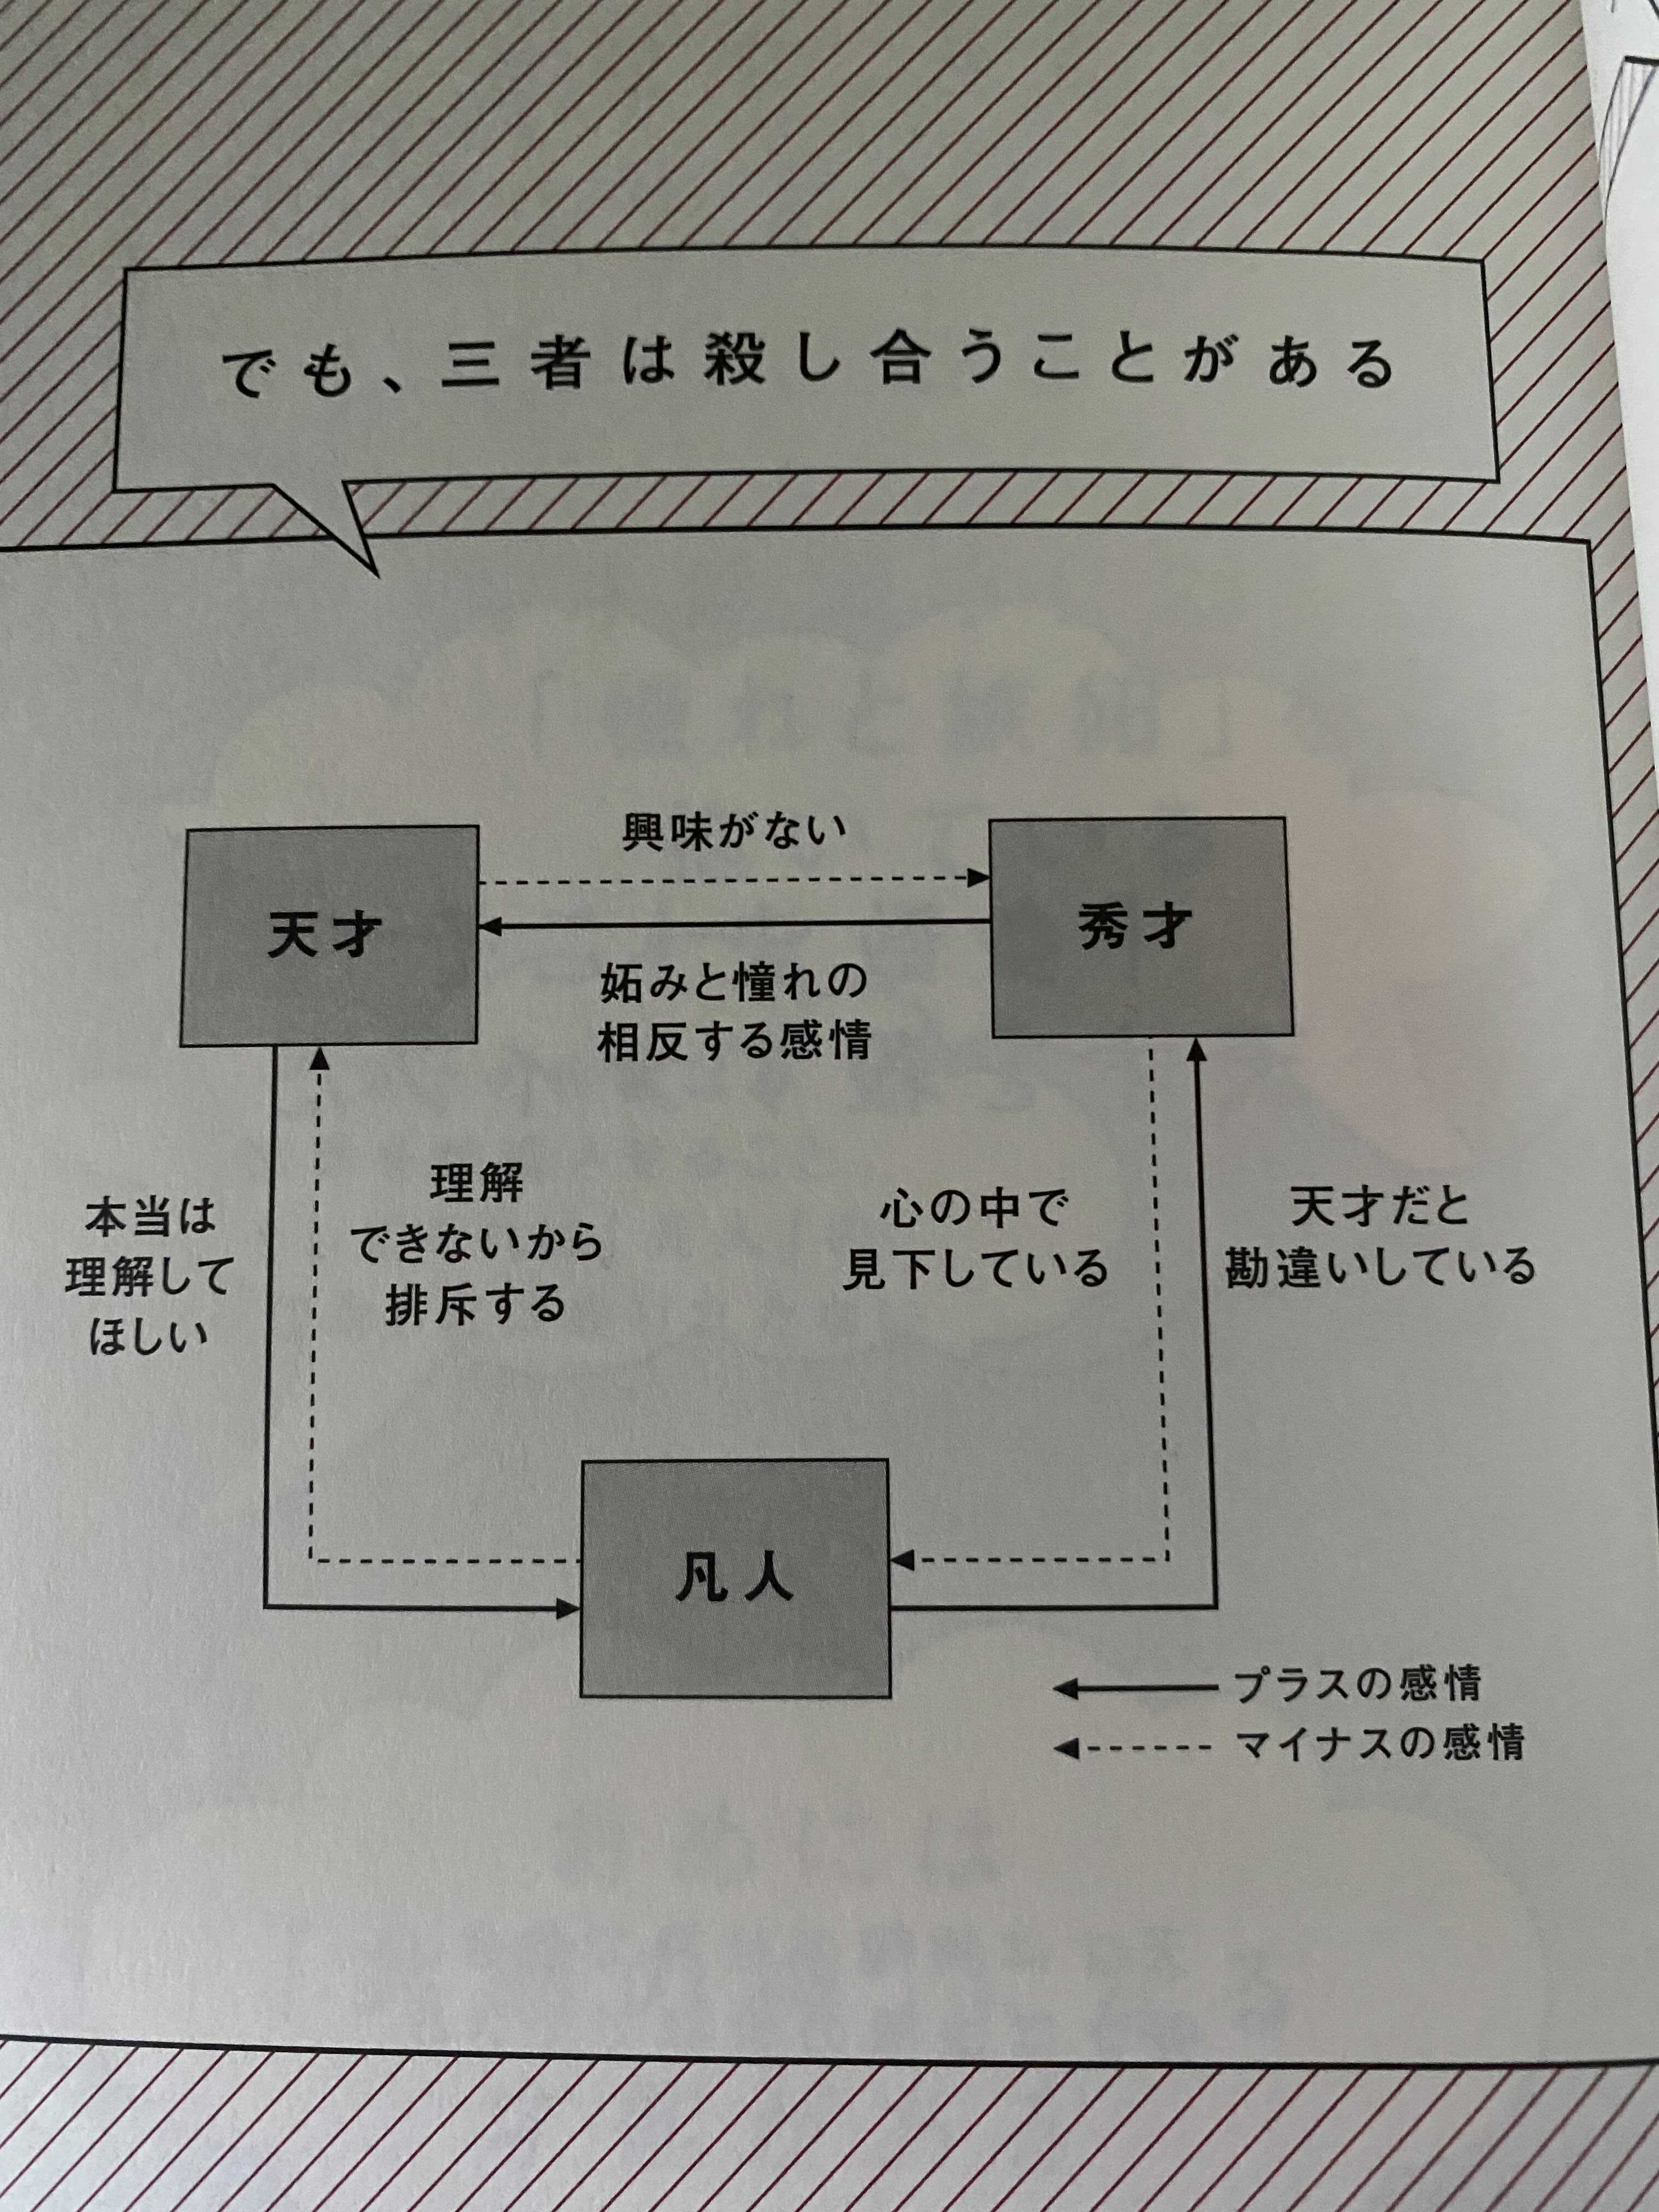 でも、三者は殺し合うことがある
興味がない
天才
秀才
妬みと憧れの
相反する感情
本当は
理解して
ほしい
理解
できないから
排斥する
心の中で
見下している
天才だと
勘違いしている
凡人
プラスの感情
マイナスの感情